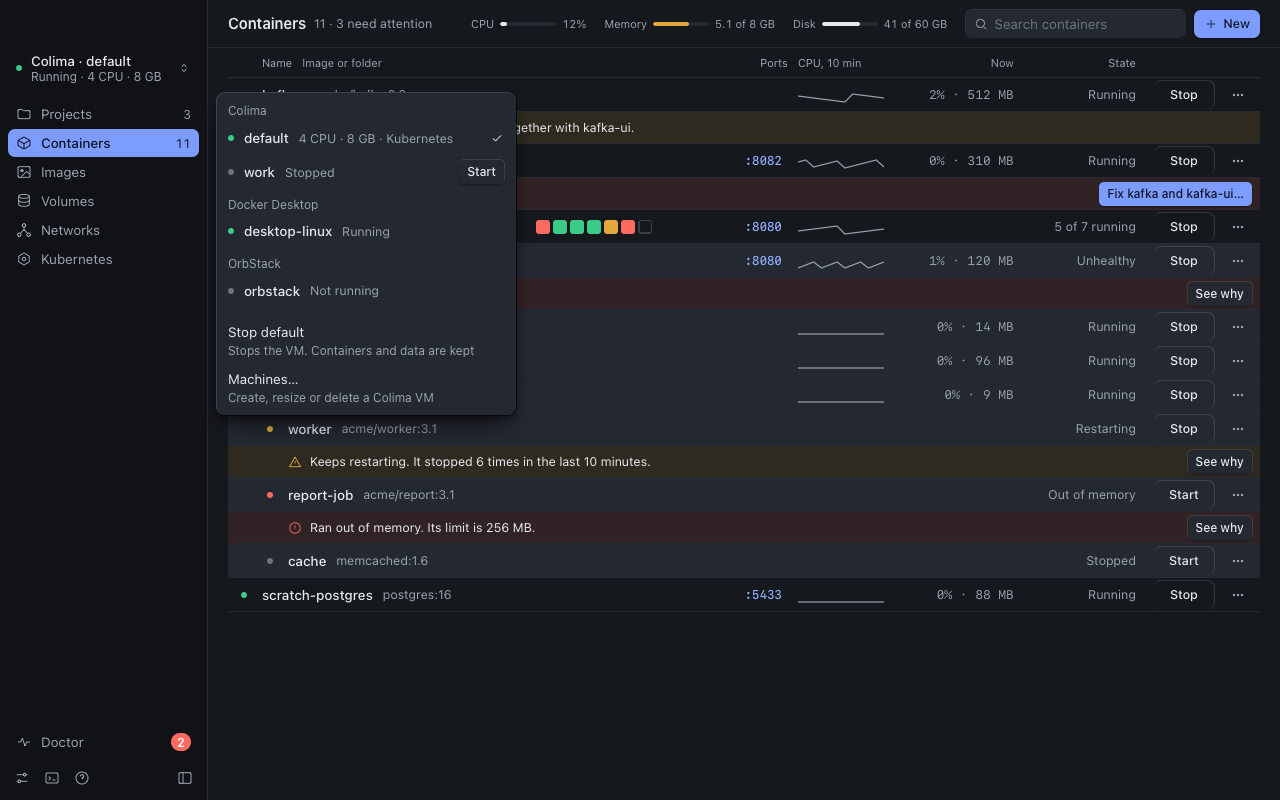 Containers 11 · 3 need attention CPU 12% Memory 5.1 of 8 GB Disk 41 of 60 GB Search containers + New
Colima · default
Running · 4 CPU · 8 GB
Projects 3
Containers 11
Images
Volumes
Networks
Kubernetes
Doctor 2
Name Image or folder Ports CPU, 10 min Now State
2% · 512 MB Running Stop ···
gether with kafka-ui.
:8082 0% · 310 MB Running Stop ···
Fix kafka and kafka-ui...
:8080 5 of 7 running Stop ···
:8080 1% · 120 MB Unhealthy Stop ···
See why
0% · 14 MB Running Stop ···
0% · 96 MB Running Stop ···
0% · 9 MB Running Stop ···
Colima
default 4 CPU · 8 GB · Kubernetes
work Stopped Start
Docker Desktop
desktop-linux Running
OrbStack
orbstack Not running
Stop default
Stops the VM. Containers and data are kept
Machines...
Create, resize or delete a Colima VM
worker acme/worker:3.1 Restarting Stop ···
Keeps restarting. It stopped 6 times in the last 10 minutes. See why
report-job acme/report:3.1 Out of memory Start ···
Ran out of memory. Its limit is 256 MB. See why
cache memcached:1.6 Stopped Start ···
scratch-postgres postgres:16 :5433 0% · 88 MB Running Stop ···